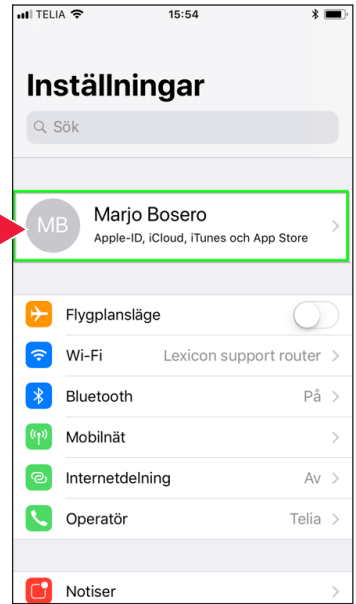 TELIA 15:54
Inställningar
Sök
MB
Marjo Bosero
Apple-ID, iCloud, iTunes och App Store
Flygplansläge
Wi-Fi Lexicon support router
Bluetooth På
Mobilnät
Internetdelning Av
Operatör Telia
Notiser